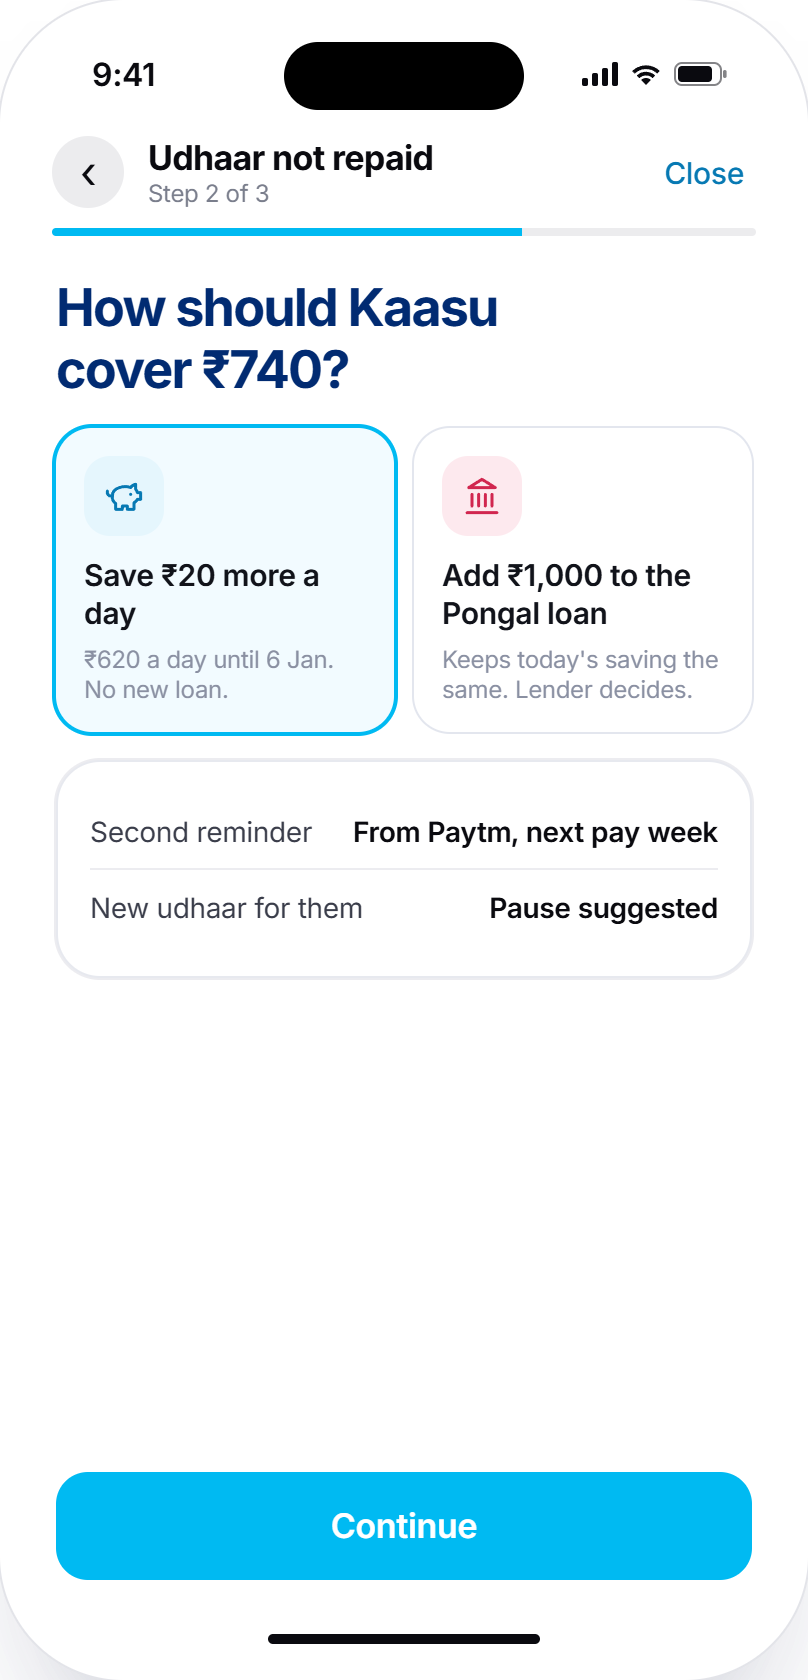 9:41
Udhaar not repaid
Step 2 of 3
Close
How should Kaasu
cover ₹740?
Save ₹20 more a
day
₹620 a day until 6 Jan.
No new loan.
Add ₹1,000 to the
Pongal loan
Keeps today's saving the
same. Lender decides.
Second reminder From Paytm, next pay week
New udhaar for them Pause suggested
Continue